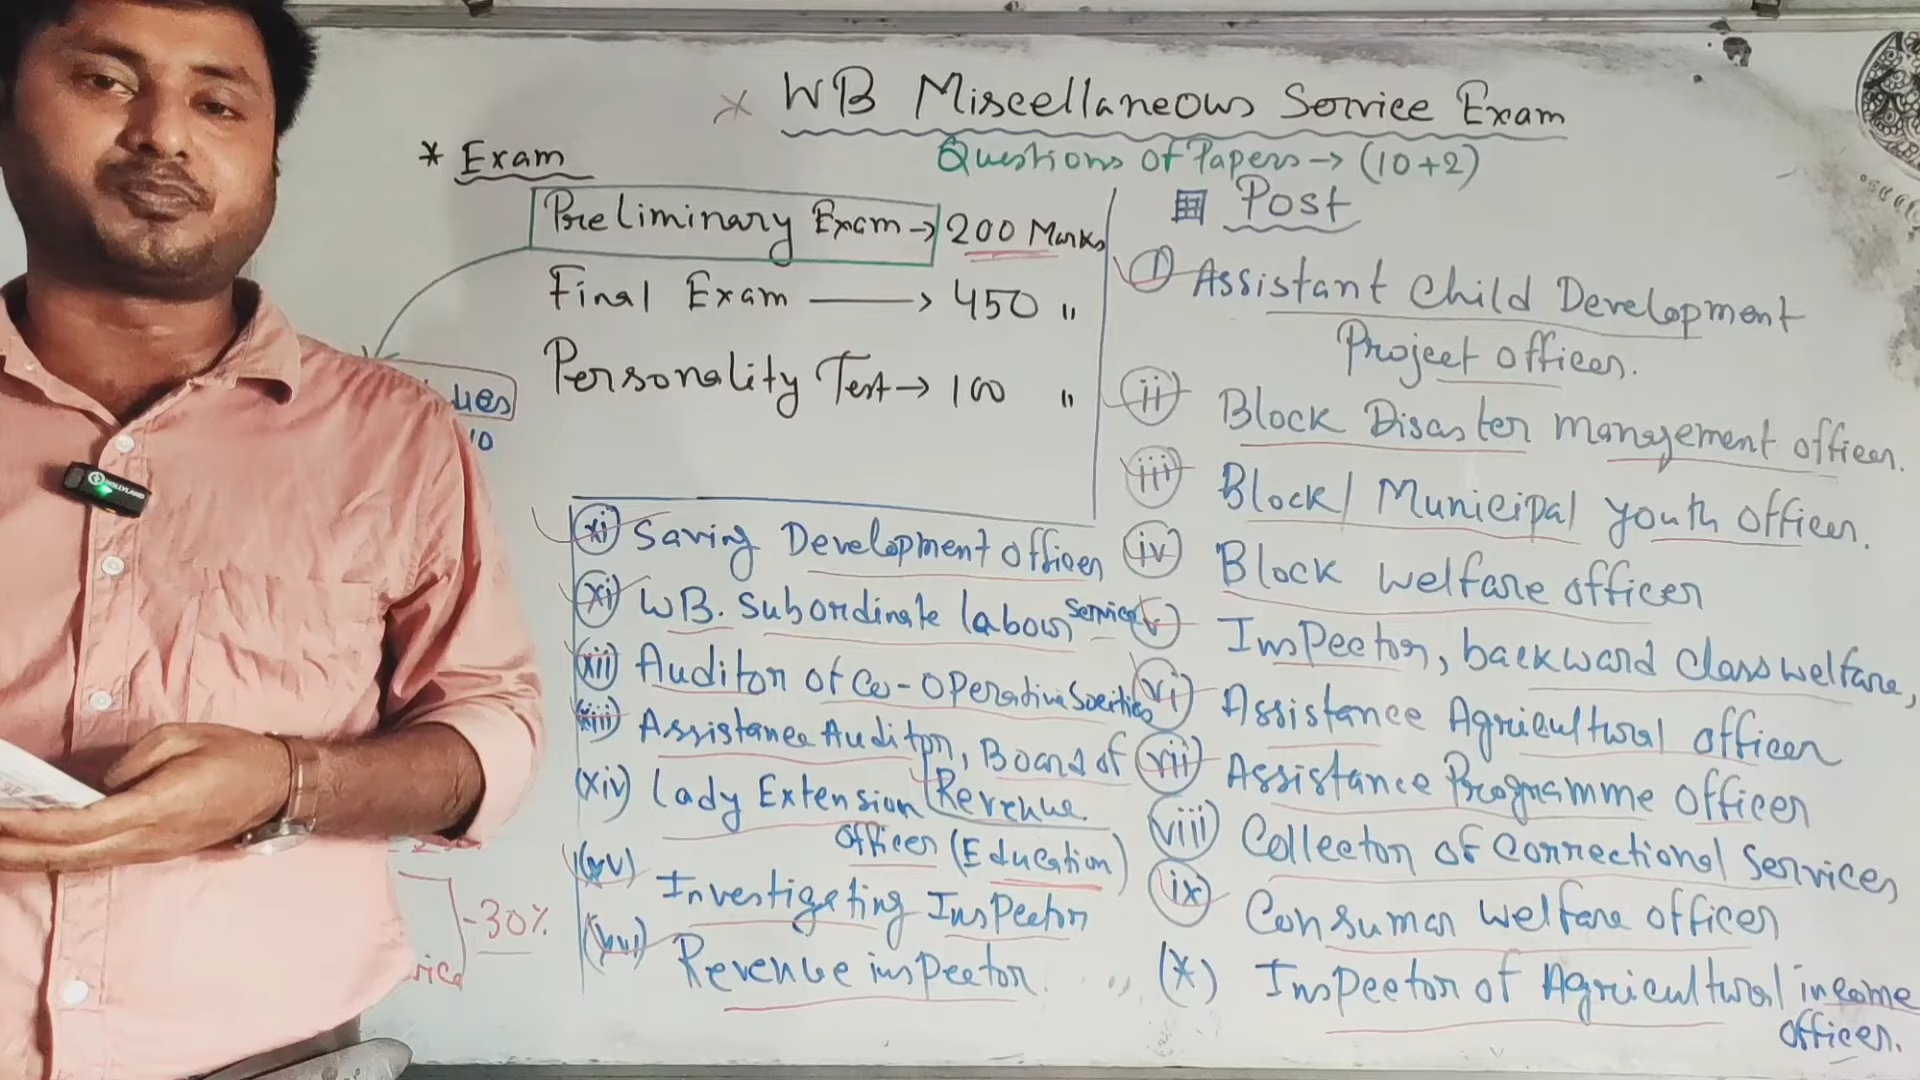 WB Miscellaneous Service Exam
Questions of Papers → (10+2)
* Exam
Preliminary Exam → 200 Marks
Final Exam → 450 "
Personality Test → 100 "
10
-30%
Post
(i) Assistant Child Development
Project officer.
(ii) Block Disaster management officer.
(iii) Block/Municipal youth officer.
(iv) Block welfare officer
(v) Inspector, backward class welfare,
(vi) Assistance Agricultural officer
(vii) Assistance Programme Officer
(viii) Collector of Correctional Services,
(ix) Consumar welfare officer
(x) Inspector of Agricultural income
officer.
(xi) Saving Development officer
(xi) WB. Subordinate labour service
(xii) Auditor of Co-operative Societies
(xiii) Assistance Auditor, Board of
Revenue
(xiv) Lady Extension
officer (Education)
(xv) Investigating Inspector
(xvi) Revenue inspector
HOLLYLAND